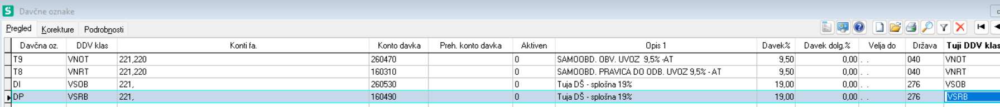 S Davčne oznake
Pregled Korekture Podrobnosti
Davčna oz. DDV klas Konti fa. Konto davka Preh. konto davka Aktiven Opis 1 Davek% Davek dolg.% Velja do Država Tuji DDV klas
T9 VNOT 221,220 260470 0 SAMOOBD. OBV. UVOZ 9,5% -AT 9,50 0,00 . . 040 VNOT
T8 VNRT 221,220 160310 0 SAMOOBD. PRAVICA DO ODB. UVOZ 9,5% - AT 9,50 0,00 . . 040 VNRT
DI VSOB 221, 260530 0 Tuja DŠ - splošna 19% 19,00 0,00 . . 276 VSOB
DP VSRB 221, 160490 0 Tuja DŠ - splošna 19% 19,00 0,00 . . 276 VSRB